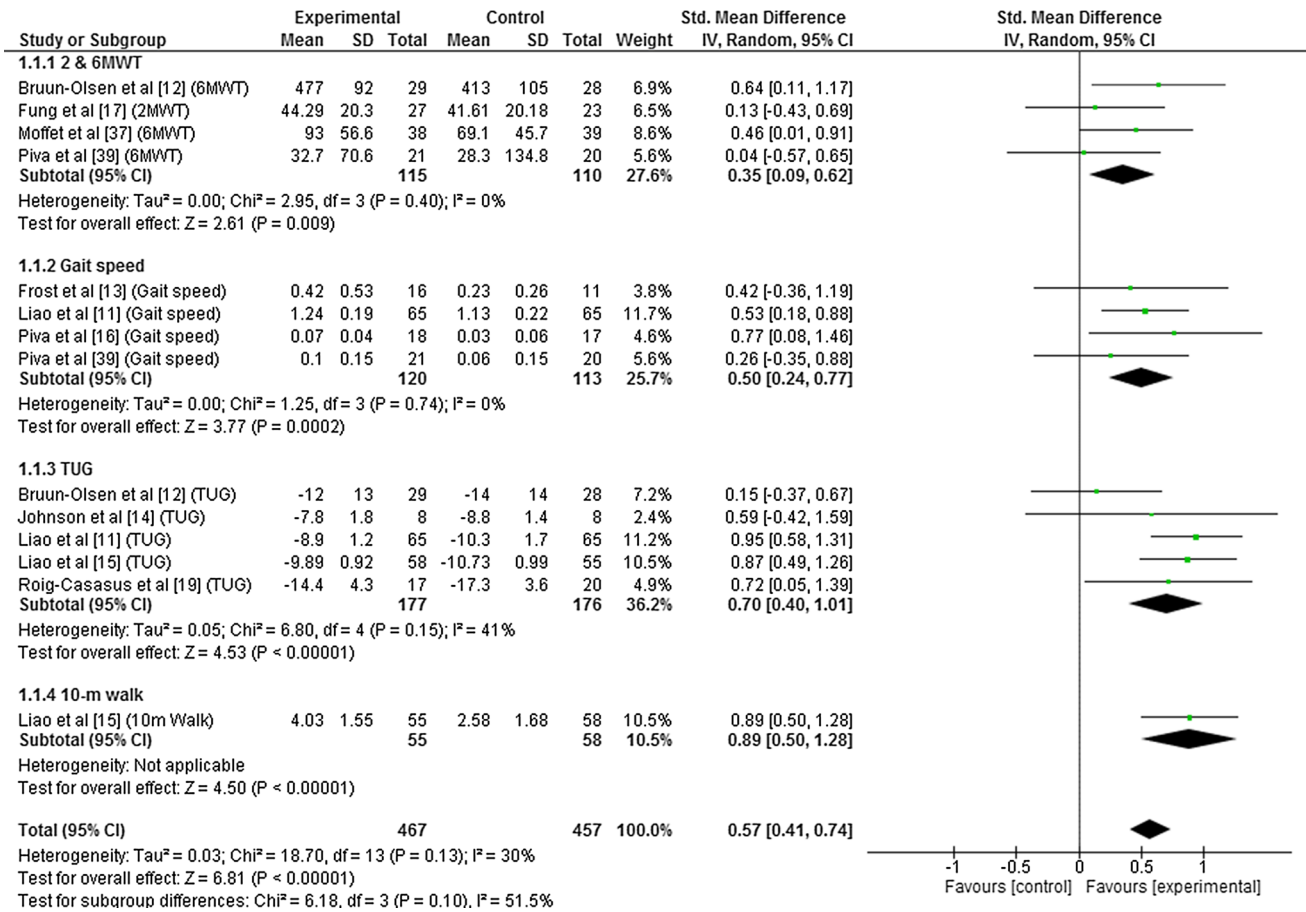 Experimental Control Std. Mean Difference Std. Mean Difference
Study or Subgroup Mean SD Total Mean SD Total Weight IV, Random, 95% CI IV, Random, 95% CI
1.1.1 2 & 6MWT
Bruun-Olsen et al [12] (6MWT) 477 92 29 413 105 28 6.9% 0.64 [0.11, 1.17]
Fung et al [17] (2MWT) 44.29 20.3 27 41.61 20.18 23 6.5% 0.13 [-0.43, 0.69]
Moffet et al [37] (6MWT) 93 56.6 38 69.1 45.7 39 8.6% 0.46 [0.01, 0.91]
Piva et al [39] (6MWT) 32.7 70.6 21 28.3 134.8 20 5.6% 0.04 [-0.57, 0.65]
Subtotal (95% CI) 115 110 27.6% 0.35 [0.09, 0.62]
Heterogeneity: Tau² = 0.00; Chi² = 2.95, df = 3 (P = 0.40); I² = 0%
Test for overall effect: Z = 2.61 (P = 0.009)
1.1.2 Gait speed
Frost et al [13] (Gait speed) 0.42 0.53 16 0.23 0.26 11 3.8% 0.42 [-0.36, 1.19]
Liao et al [11] (Gait speed) 1.24 0.19 65 1.13 0.22 65 11.7% 0.53 [0.18, 0.88]
Piva et al [16] (Gait speed) 0.07 0.04 18 0.03 0.06 17 4.6% 0.77 [0.08, 1.46]
Piva et al [39] (Gait speed) 0.1 0.15 21 0.06 0.15 20 5.6% 0.26 [-0.35, 0.88]
Subtotal (95% CI) 120 113 25.7% 0.50 [0.24, 0.77]
Heterogeneity: Tau² = 0.00; Chi² = 1.25, df = 3 (P = 0.74); I² = 0%
Test for overall effect: Z = 3.77 (P = 0.0002)
1.1.3 TUG
Bruun-Olsen et al [12] (TUG) -12 13 29 -14 14 28 7.2% 0.15 [-0.37, 0.67]
Johnson et al [14] (TUG) -7.8 1.8 8 -8.8 1.4 8 2.4% 0.59 [-0.42, 1.59]
Liao et al [11] (TUG) -8.9 1.2 65 -10.3 1.7 65 11.2% 0.95 [0.58, 1.31]
Liao et al [15] (TUG) -9.89 0.92 58 -10.73 0.99 55 10.5% 0.87 [0.49, 1.26]
Roig-Casasus et al [19] (TUG) -14.4 4.3 17 -17.3 3.6 20 4.9% 0.72 [0.05, 1.39]
Subtotal (95% CI) 177 176 36.2% 0.70 [0.40, 1.01]
Heterogeneity: Tau² = 0.05; Chi² = 6.80, df = 4 (P = 0.15); I² = 41%
Test for overall effect: Z = 4.53 (P < 0.00001)
1.1.4 10-m walk
Liao et al [15] (10m Walk) 4.03 1.55 55 2.58 1.68 58 10.5% 0.89 [0.50, 1.28]
Subtotal (95% CI) 55 58 10.5% 0.89 [0.50, 1.28]
Heterogeneity: Not applicable
Test for overall effect: Z = 4.50 (P < 0.00001)
Total (95% CI) 467 457 100.0% 0.57 [0.41, 0.74]
Heterogeneity: Tau² = 0.03; Chi² = 18.70, df = 13 (P = 0.13); I² = 30%
Test for overall effect: Z = 6.81 (P < 0.00001)
Test for subgroup differences: Chi² = 6.18, df = 3 (P = 0.10), I² = 51.5%
-1 -0.5 0 0.5 1
Favours [control] Favours [experimental]